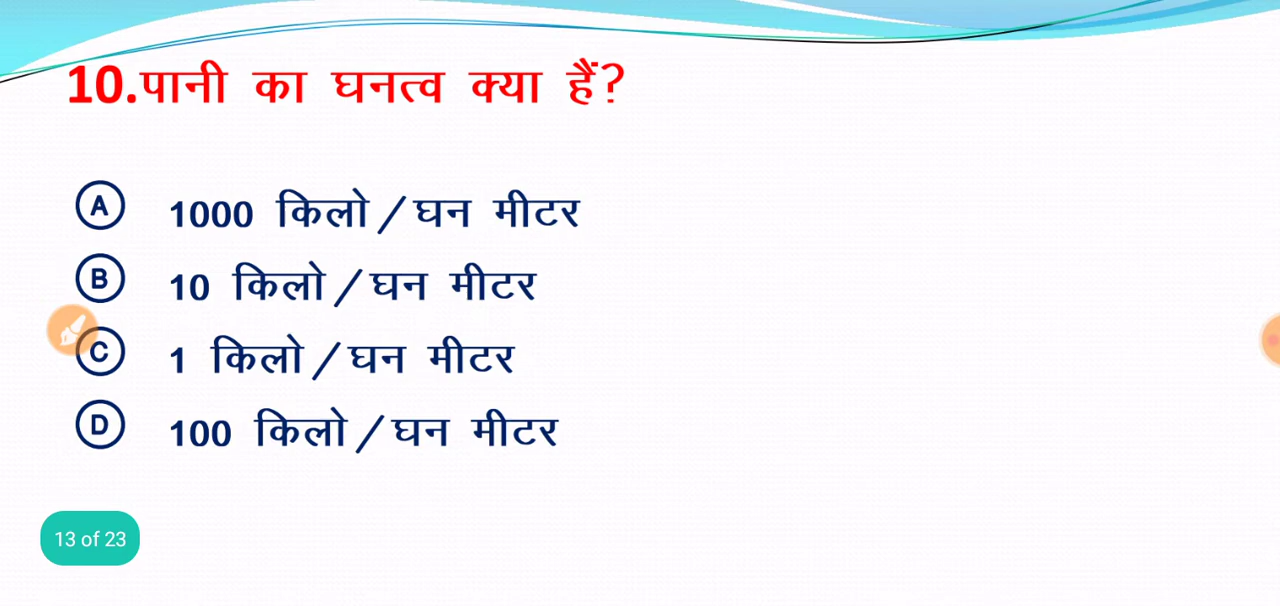 10.पानी का घनत्व क्या हैं?
A 1000 किलो/घन मीटर
B 10 किलो/घन मीटर
C 1 किलो/घन मीटर
D 100 किलो/घन मीटर
13 of 23